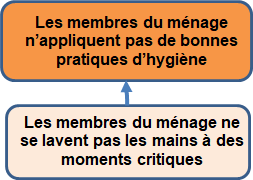 Les membres du ménage
n'appliquent pas de bonnes
pratiques d'hygiène
Les membres du ménage ne
se lavent pas les mains à des
moments critiques